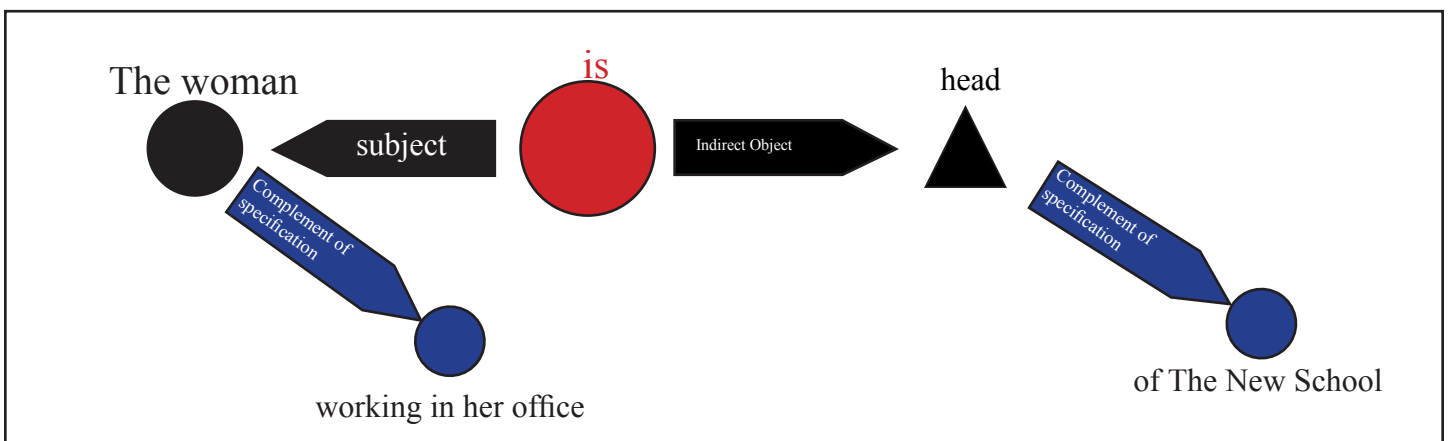 The woman
is
head
subject
Indirect Object
Complement of
specification
Complement of
specification
working in her office
of The New School